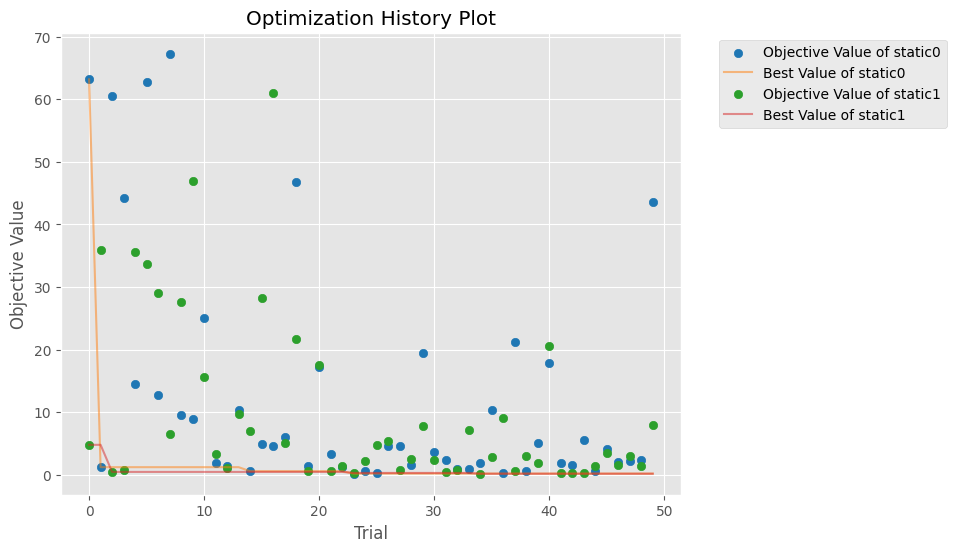 Optimization History Plot
Objective Value of static0
Best Value of static0
Objective Value of static1
Best Value of static1
70
60
50
40
30
20
10
0
Objective Value
0 10 20 30 40 50
Trial